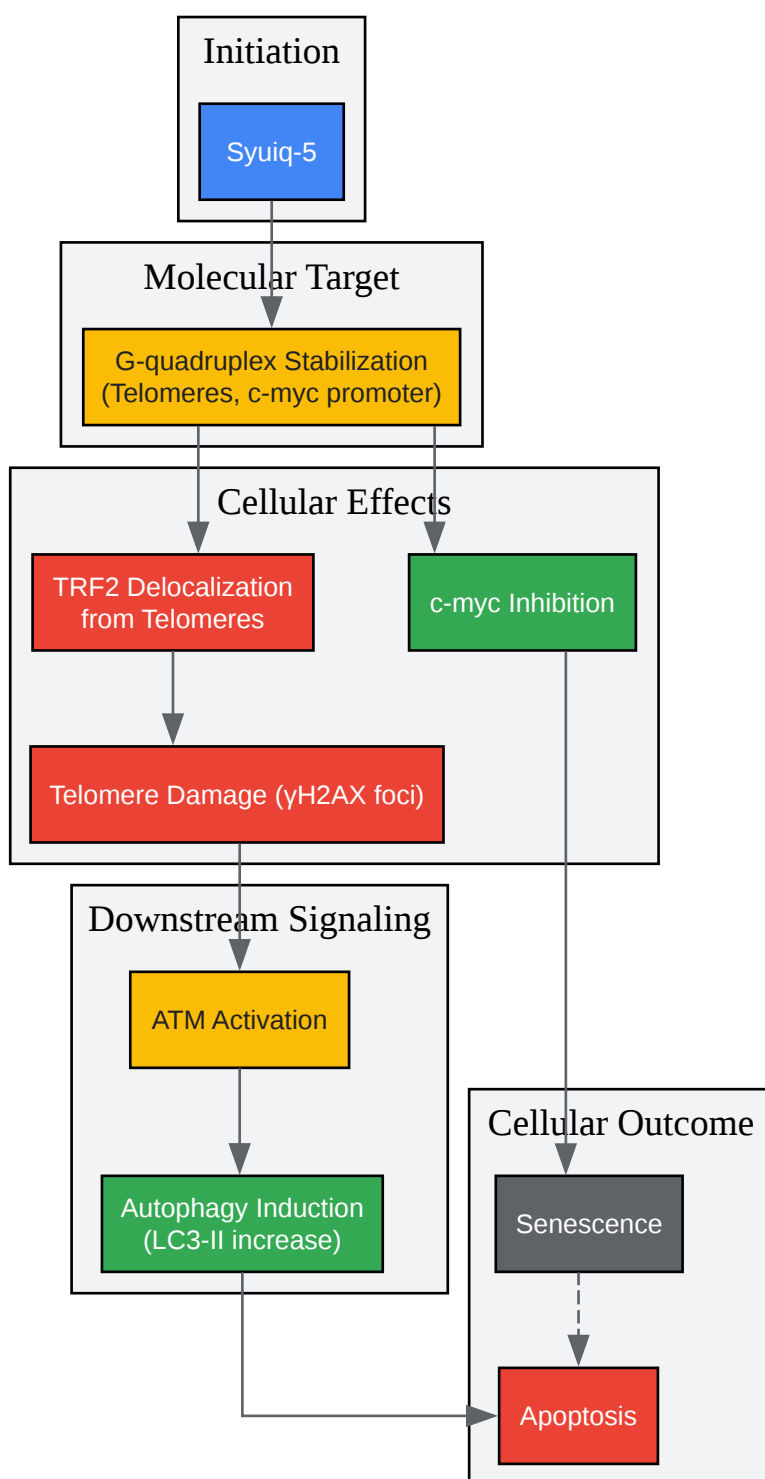 Initiation
Syuiq-5
Molecular Target
G-quadruplex Stabilization
(Telomeres, c-myc promoter)
Cellular Effects
TRF2 Delocalization
from Telomeres
c-myc Inhibition
Telomere Damage (γH2AX foci)
Downstream Signaling
ATM Activation
Autophagy Induction
(LC3-II increase)
Cellular Outcome
Senescence
Apoptosis